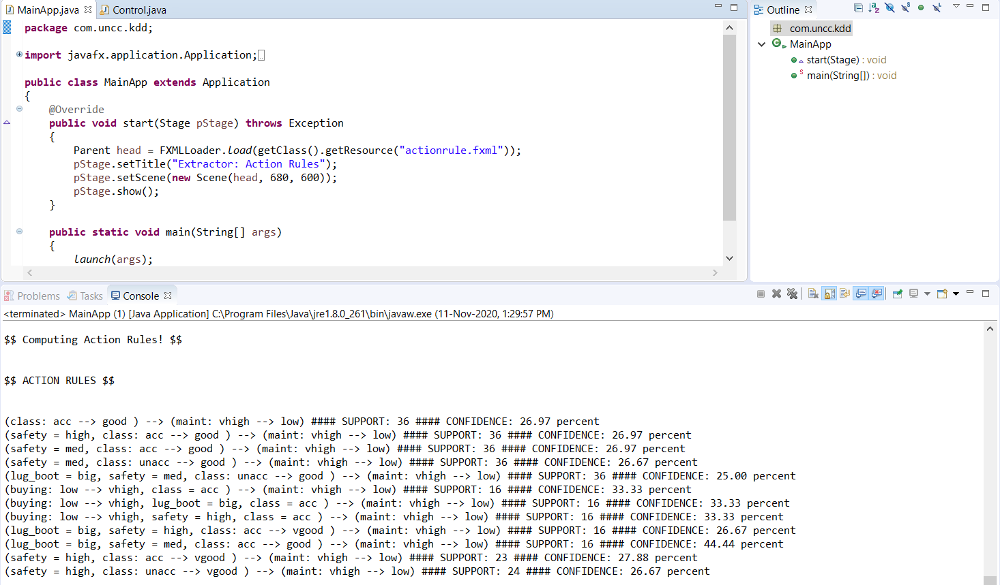 MainApp.java
Control.java
package com.uncc.kdd;
import javafx.application.Application;
public class MainApp extends Application
{
@Override
public void start(Stage pStage) throws Exception
{
Parent head = FXMLLoader.load(getClass().getResource("actionrule.fxml"));
pStage.setTitle("Extractor: Action Rules");
pStage.setScene(new Scene(head, 680, 600));
pStage.show();
}
public static void main(String[] args)
{
launch(args);
Outline
com.uncc.kdd
MainApp
start(Stage) : void
main(String[]) : void
Problems Tasks Console
<terminated> MainApp (1) [Java Application] C:\Program Files\Java\jre1.8.0_261\bin\javaw.exe (11-Nov-2020, 1:29:57 PM)
$$ Computing Action Rules! $$
$$ ACTION RULES $$
(class: acc --> good ) --> (maint: vhigh --> low) #### SUPPORT: 36 #### CONFIDENCE: 26.97 percent
(safety = high, class: acc --> good ) --> (maint: vhigh --> low) #### SUPPORT: 36 #### CONFIDENCE: 26.97 percent
(safety = med, class: acc --> good ) --> (maint: vhigh --> low) #### SUPPORT: 36 #### CONFIDENCE: 26.97 percent
(safety = med, class: unacc --> good ) --> (maint: vhigh --> low) #### SUPPORT: 36 #### CONFIDENCE: 26.67 percent
(lug_boot = big, safety = med, class: unacc --> good ) --> (maint: vhigh --> low) #### SUPPORT: 36 #### CONFIDENCE: 25.00 percent
(buying: low --> vhigh, class = acc ) --> (maint: vhigh --> low) #### SUPPORT: 16 #### CONFIDENCE: 33.33 percent
(buying: low --> vhigh, lug_boot = big, class = acc ) --> (maint: vhigh --> low) #### SUPPORT: 16 #### CONFIDENCE: 33.33 percent
(buying: low --> vhigh, safety = high, class = acc ) --> (maint: vhigh --> low) #### SUPPORT: 16 #### CONFIDENCE: 33.33 percent
(lug_boot = big, safety = high, class: acc --> vgood ) --> (maint: vhigh --> low) #### SUPPORT: 16 #### CONFIDENCE: 26.67 percent
(lug_boot = big, safety = med, class: acc --> good ) --> (maint: vhigh --> low) #### SUPPORT: 16 #### CONFIDENCE: 44.44 percent
(safety = high, class: acc --> vgood ) --> (maint: vhigh --> low) #### SUPPORT: 23 #### CONFIDENCE: 27.88 percent
(safety = high, class: unacc --> vgood ) --> (maint: vhigh --> low) #### SUPPORT: 24 #### CONFIDENCE: 26.67 percent